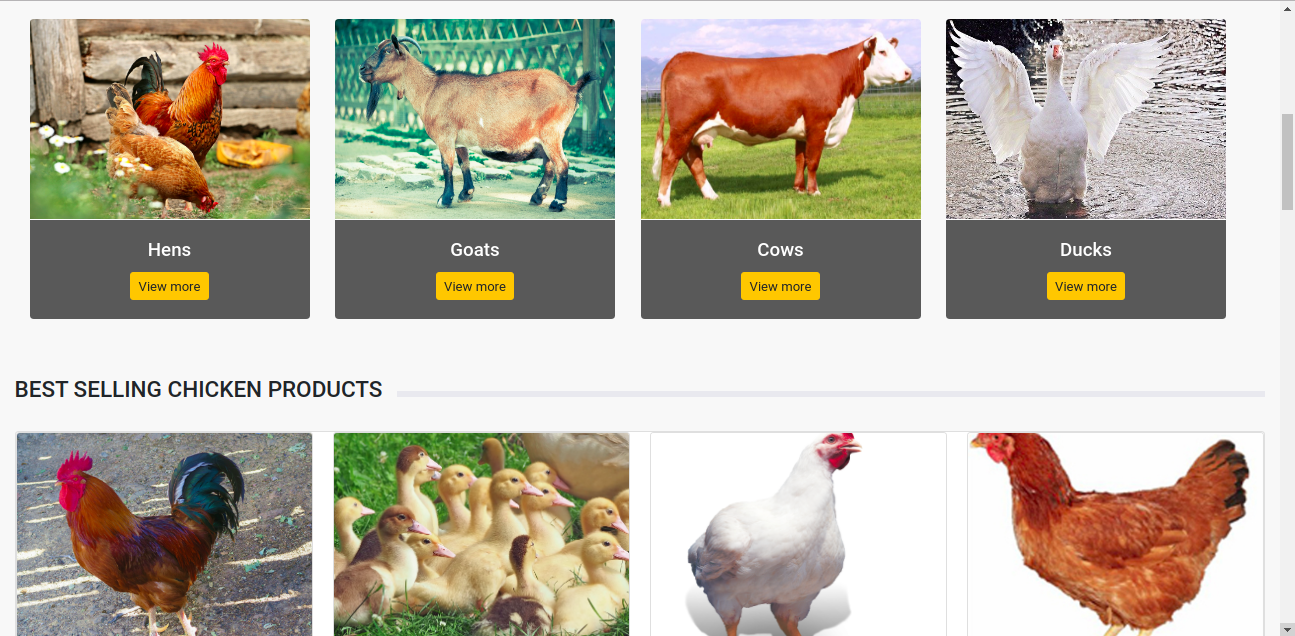 Hens
Goats
Cows
Ducks
View more
View more
View more
View more
BEST SELLING CHICKEN PRODUCTS